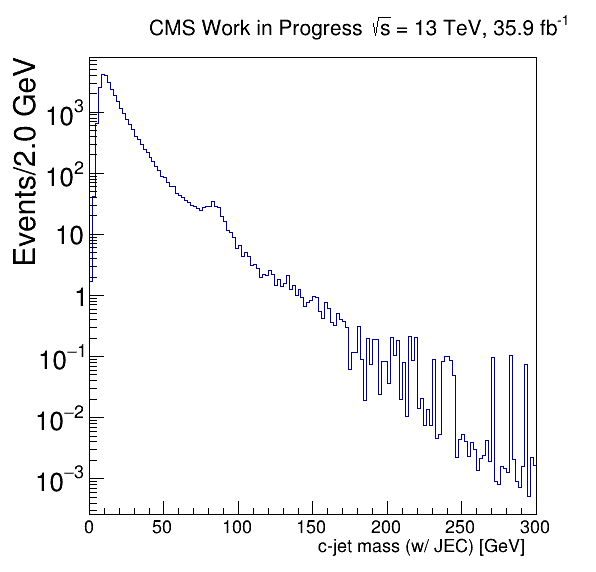 CMS Work in Progress √s = 13 TeV, 35.9 fb⁻¹
Events/2.0 GeV
10³
10²
10
1
10⁻¹
10⁻²
10⁻³
0 50 100 150 200 250 300
c-jet mass (w/ JEC) [GeV]